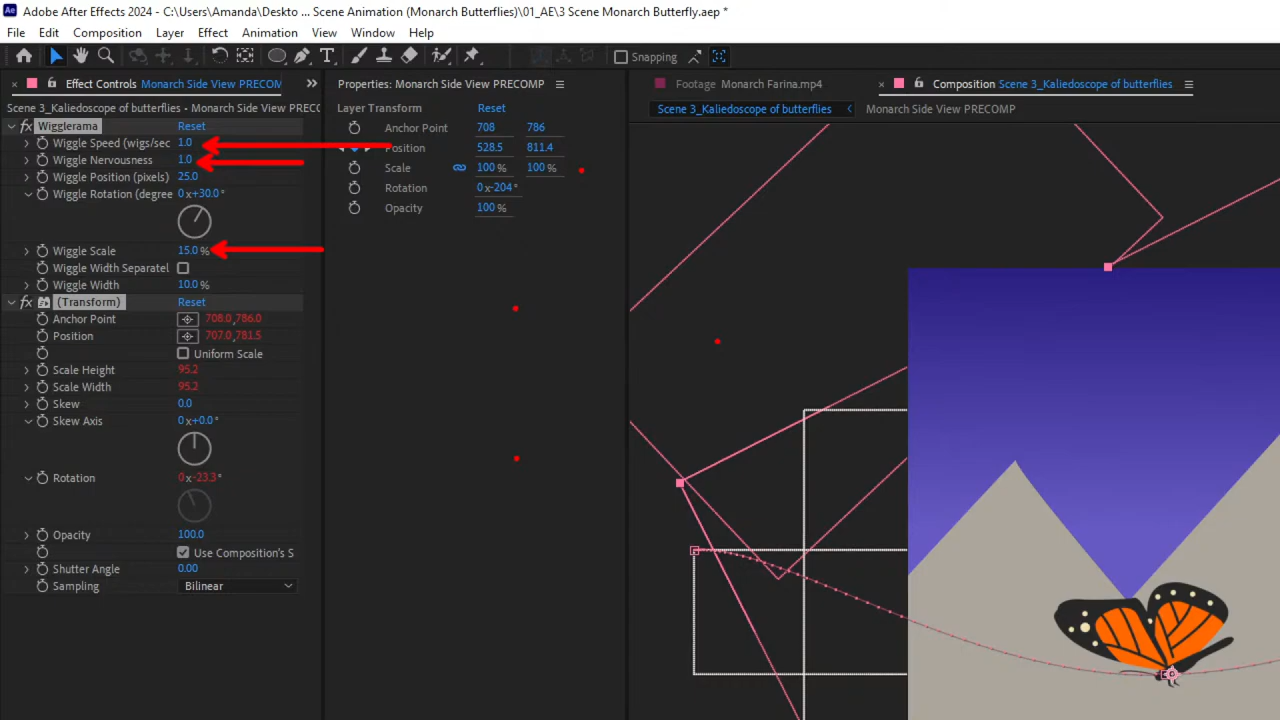 Ae Adobe After Effects 2024 - C:\Users\Amanda\Deskto ... Scene Animation (Monarch Butterflies)\01_AE\3 Scene Monarch Butterfly.aep *
File Edit Composition Layer Effect Animation View Window Help
Snapping
Effect Controls Monarch Side View PRECOM
Scene 3_Kaliedoscope of butterflies • Monarch Side View PRECC
fx Wigglerama Reset
Wiggle Speed (wigs/sec 1.0
Wiggle Nervousness 1.0
Wiggle Position (pixels) 25.0
Wiggle Rotation (degree 0x+30.0°
Wiggle Scale 15.0%
Wiggle Width Separatel
Wiggle Width 10.0%
fx (Transform) Reset
Anchor Point 708.0,786.0
Position 707.0,781.5
Uniform Scale
Scale Height 95.2
Scale Width 95.2
Skew 0.0
Skew Axis 0x+0.0°
Rotation 0x-23.3°
Opacity 100.0
Use Composition's S
Shutter Angle 0.00
Sampling Bilinear
Properties: Monarch Side View PRECOMP
Layer Transform Reset
Anchor Point 708 786
Position 528.5 811.4
Scale 100% 100%
Rotation 0x-204°
Opacity 100%
Footage Monarch Farina.mp4 Composition Scene 3_Kaliedoscope of butterflies
Scene 3_Kaliedoscope of butterflies Monarch Side View PRECOMP